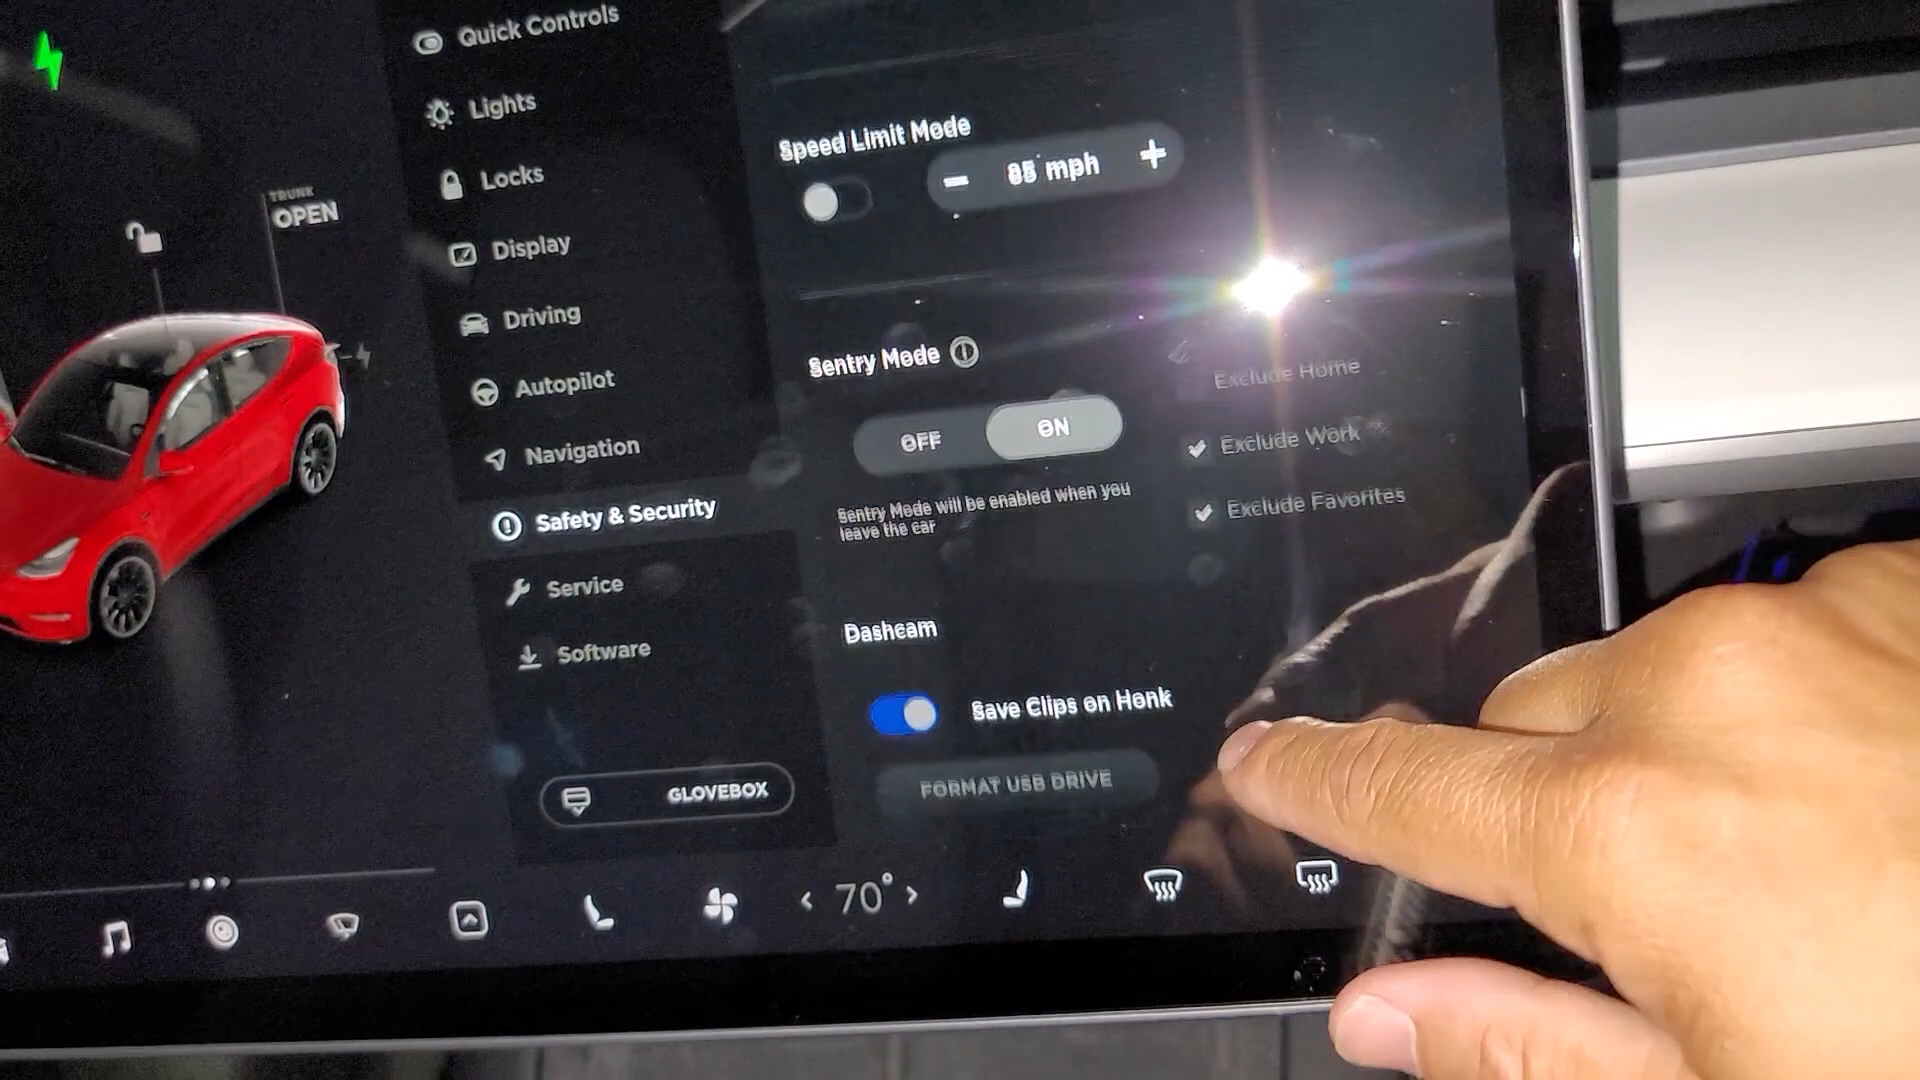 Quick Controls
Lights
Locks
Display
Driving
Autopilot
Navigation
Safety & Security
Service
Software
GLOVEBOX
TRUNK
OPEN
Speed Limit Mode
85 mph
Sentry Mode
OFF
ON
Exclude Home
Exclude Work
Exclude Favorites
Sentry Mode will be enabled when you
leave the car
Dashcam
Save Clips on Honk
FORMAT USB DRIVE
70°